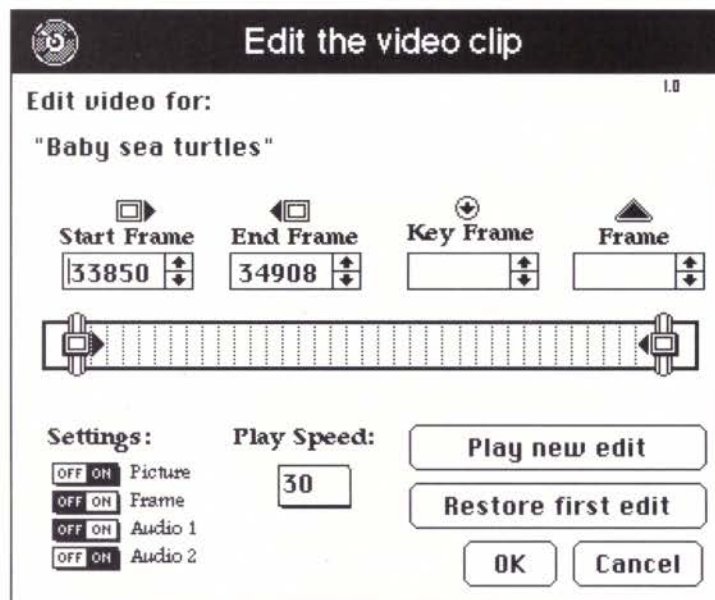 Edit the video clip
1.0
Edit video for:
"Baby sea turtles"
Start Frame End Frame Key Frame Frame
33850 34908
Settings: Play Speed:
OFF ON Picture
OFF ON Frame
OFF ON Audio 1
OFF ON Audio 2
30
Play new edit
Restore first edit
OK Cancel